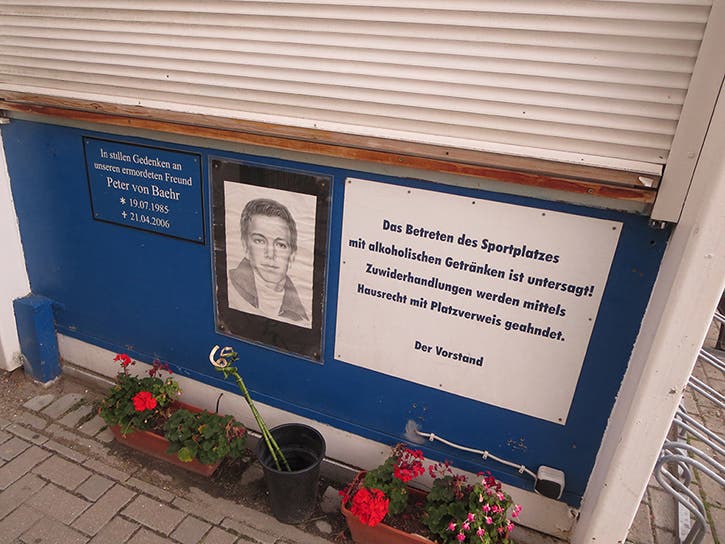 In stillen Gedenken an
unseren ermordeten Freund
Peter von Baehr
* 19.07.1985
✝ 21.04.2006
Das Betreten des Sportplatzes
mit alkoholischen Getränken ist untersagt!
Zuwiderhandlungen werden mittels
Hausrecht mit Platzverweis geahndet.
Der Vorstand